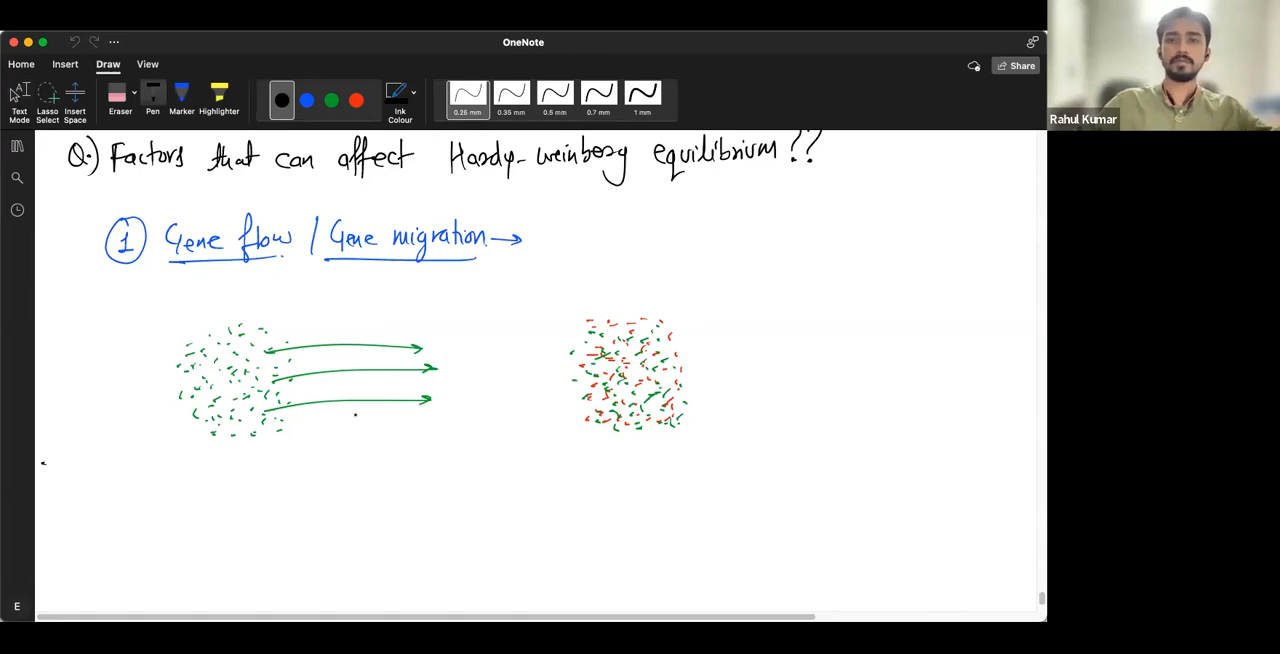 OneNote
Home Insert Draw View
Share
Text Mode Lasso Select Insert Space Eraser Pen Marker Highlighter Ink Colour 0.25 mm 0.35 mm 0.5 mm 0.7 mm 1 mm
Rahul Kumar
Q.) Factors that can affect Hardy-weinberg equilibrium??
1 Gene flow / Gene migration →
E